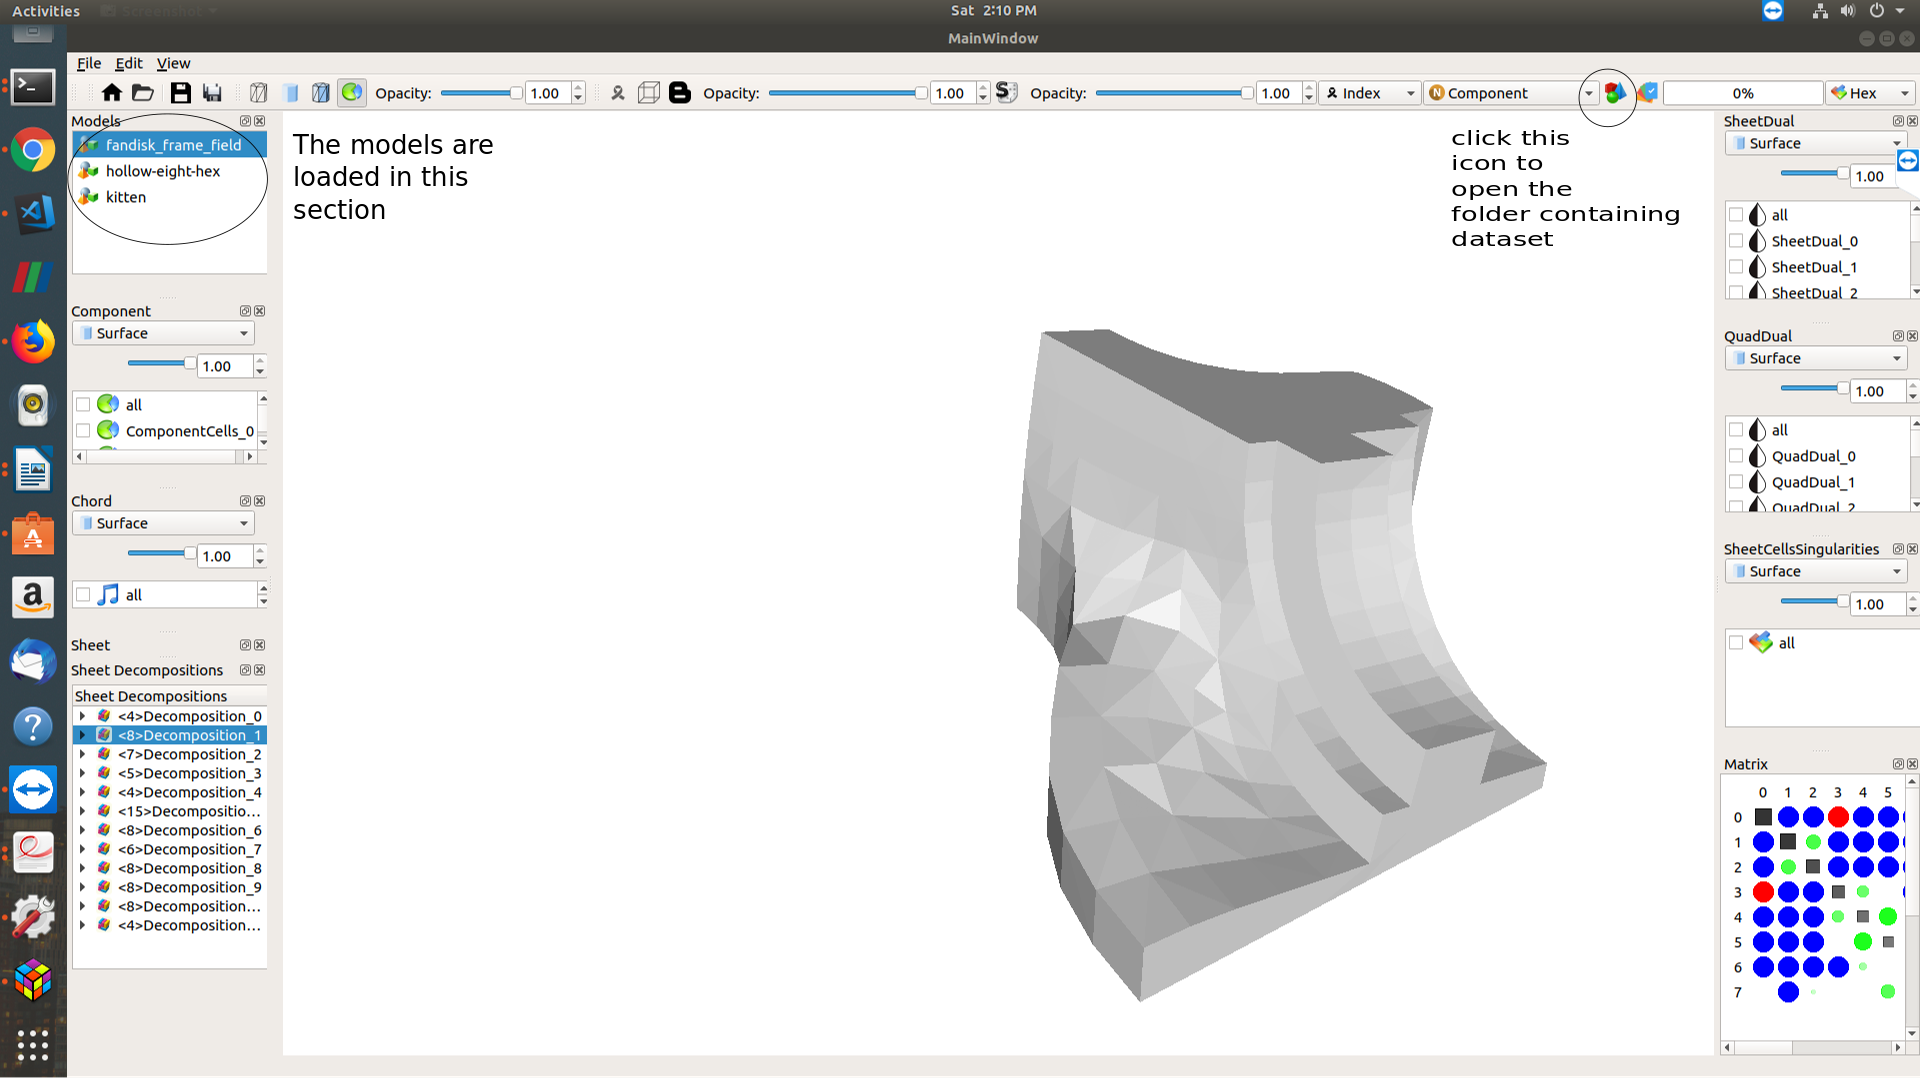 Activities
Screenshot
Sat 2:10 PM
MainWindow
File Edit View
Opacity: 1.00
Opacity: 1.00
Opacity: 1.00
Index
Component
0%
Hex
Models
fandisk_frame_field
hollow-eight-hex
kitten
The models are
loaded in this
section
click this
icon to
open the
folder containing
dataset
Component
Surface
1.00
all
ComponentCells_0
Chord
Surface
1.00
all
Sheet
Sheet Decompositions
Sheet Decompositions
<4>Decomposition_0
<8>Decomposition_1
<7>Decomposition_2
<5>Decomposition_3
<4>Decomposition_4
<15>Decompositio...
<8>Decomposition_6
<6>Decomposition_7
<8>Decomposition_8
<8>Decomposition_9
<8>Decomposition...
<4>Decomposition...
SheetDual
Surface
1.00
all
SheetDual_0
SheetDual_1
SheetDual_2
QuadDual
Surface
1.00
all
QuadDual_0
QuadDual_1
QuadDual_2
SheetCellsSingularities
Surface
1.00
all
Matrix
0 1 2 3 4 5
0
1
2
3
4
5
6
7